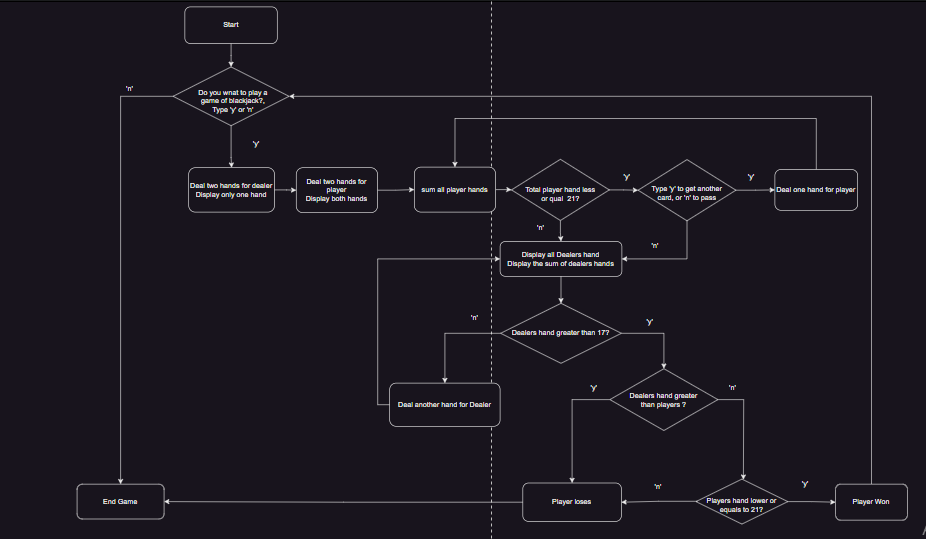 Start
'n'
Do you wnat to play a
game of blackjack?,
Type 'y' or 'n'
'y'
Deal two hands for dealer
Display only one hand
Deal two hands for
player
Display both hands
sum all player hands
Total player hand less
or qual 21?
'y'
Type 'y' to get another
card, or 'n' to pass
'y'
Deal one hand for player
'n'
'n'
Display all Dealers hand
Display the sum of dealers hands
'n'
Dealers hand greater than 17?
'y'
Deal another hand for Dealer
'y'
Dealers hand greater
than players ?
'n'
End Game
Player loses
'n'
Players hand lower or
equals to 21?
'y'
Player Won